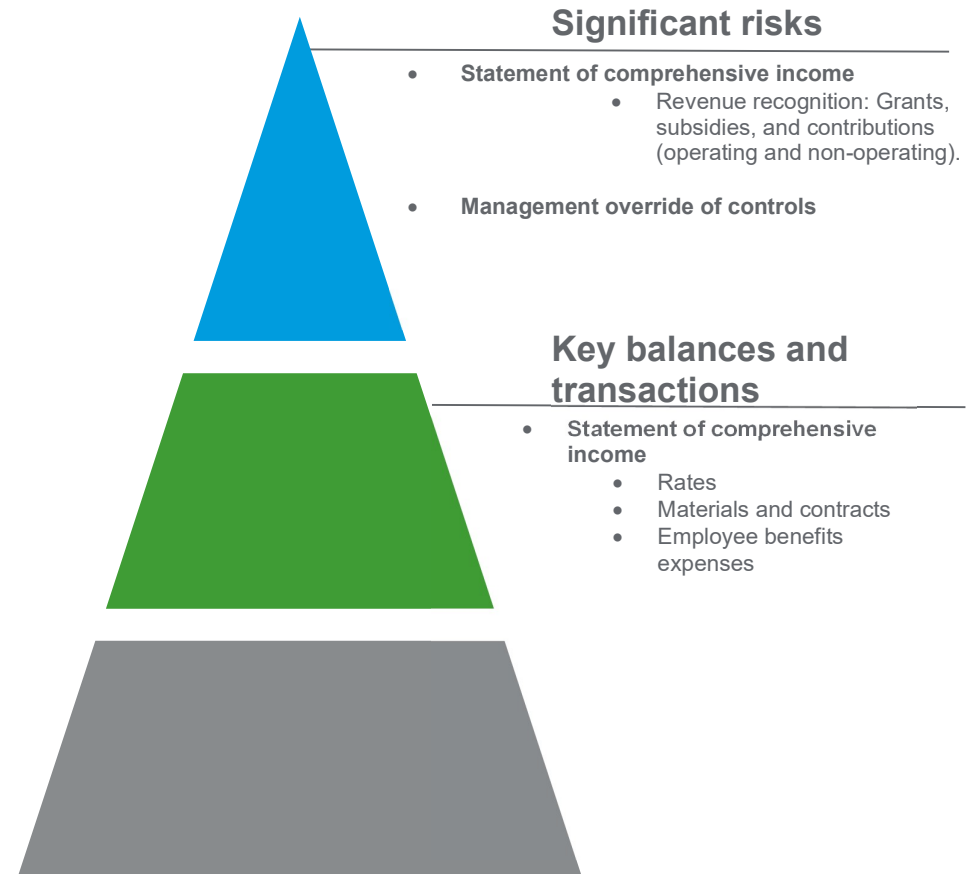 Significant risks
• Statement of comprehensive income
• Revenue recognition: Grants,
subsidies, and contributions
(operating and non-operating).
• Management override of controls
Key balances and
transactions
• Statement of comprehensive
income
• Rates
• Materials and contracts
• Employee benefits
expenses